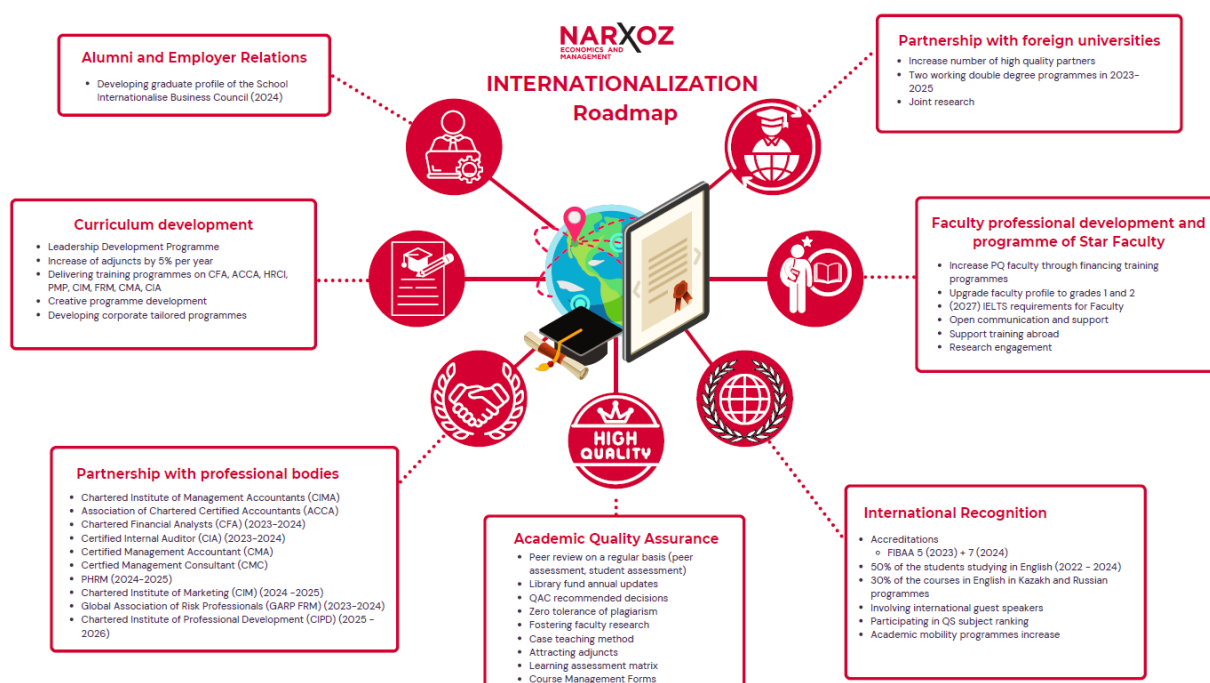 NARXOZ
ECONOMICS AND
MANAGEMENT
INTERNATIONALIZATION
Roadmap
Alumni and Employer Relations
• Developing graduate profile of the School
Internationalise Business Council (2024)
Partnership with foreign universities
• Increase number of high quality partners
• Two working double degree programmes in 2023-
2025
• Joint research
Curriculum development
• Leadership Development Programme
• Increase of adjuncts by 5% per year
• Delivering training programmes on CFA, ACCA, HRCI,
PMP, CIM, FRM, CMA, CIA
• Creative programme development
• Developing corporate tailored programmes
Faculty professional development and
programme of Star Faculty
• Increase PQ faculty through financing training
programmes
• Upgrade faculty profile to grades 1 and 2
• (2027) IELTS requirements for Faculty
• Open communication and support
• Support training abroad
• Research engagement
HIGH
QUALITY
Partnership with professional bodies
• Chartered Institute of Management Accountants (CIMA)
• Association of Chartered Certified Accountants (ACCA)
• Chartered Financial Analysts (CFA) (2023-2024)
• Certified Internal Auditor (CIA) (2023-2024)
• Certified Management Accountant (CMA)
• Certfied Management Consultant (CMC)
• PHRM (2024-2025)
• Chartered Institute of Marketing (CIM) (2024 -2025)
• Global Association of Risk Professionals (GARP FRM) (2023-2024)
• Chartered Institute of Professional Development (CIPD) (2025 -
2026)
Academic Quality Assurance
• Peer review on a regular basis (peer
assessment, student assessment)
• Library fund annual updates
• QAC recommended decisions
• Zero tolerance of plagiarism
• Fostering faculty research
• Case teaching method
• Attracting adjuncts
• Learning assessment matrix
• Course Management Forms
International Recognition
• Accreditations
○ FIBAA 5 (2023) + 7 (2024)
• 50% of the students studying in English (2022 - 2024)
• 30% of the courses in English in Kazakh and Russian
programmes
• Involving international guest speakers
• Participating in QS subject ranking
• Academic mobility programmes increase